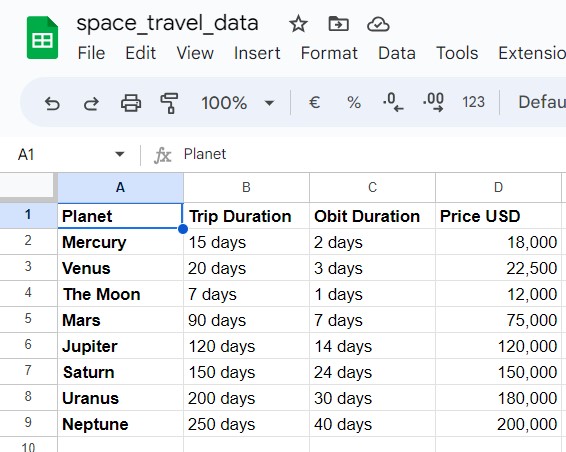 space_travel_data
File Edit View Insert Format Data Tools Extensio
100% € % .0 .00 123 Defau
A1 fx Planet
A B C D
1 Planet Trip Duration Obit Duration Price USD
2 Mercury 15 days 2 days 18,000
3 Venus 20 days 3 days 22,500
4 The Moon 7 days 1 days 12,000
5 Mars 90 days 7 days 75,000
6 Jupiter 120 days 14 days 120,000
7 Saturn 150 days 24 days 150,000
8 Uranus 200 days 30 days 180,000
9 Neptune 250 days 40 days 200,000
10